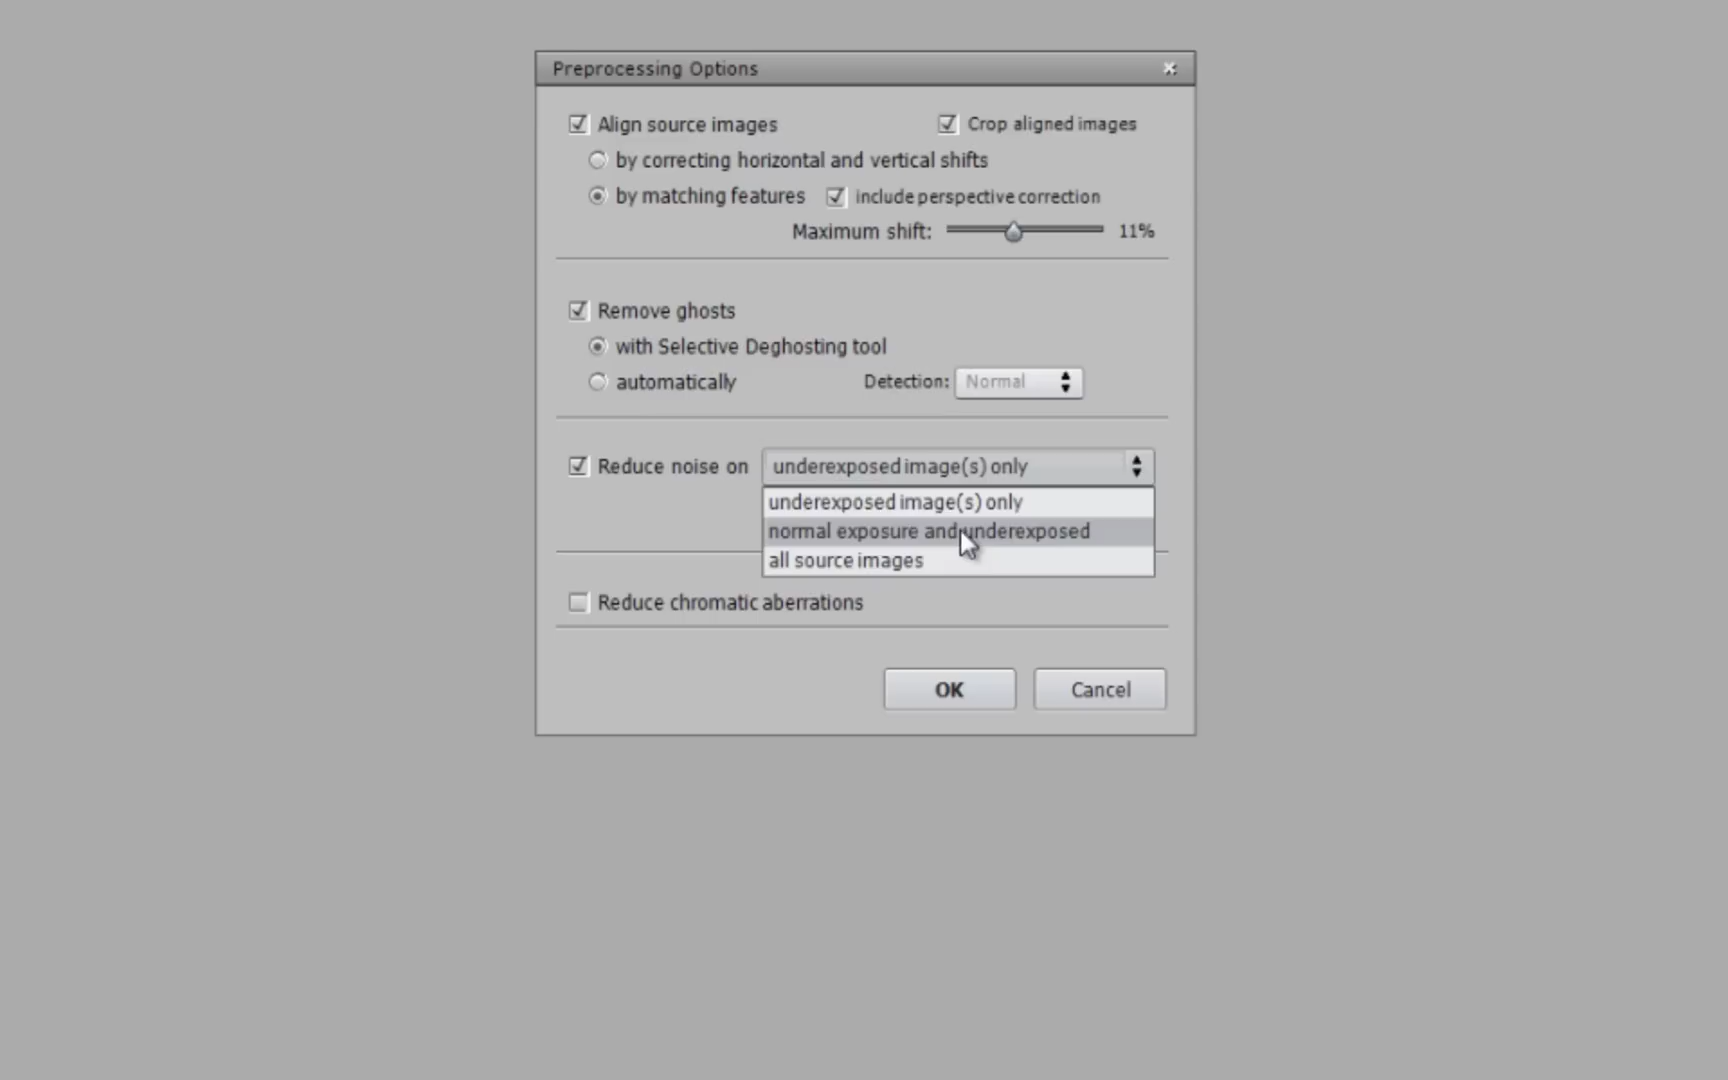 Preprocessing Options
Align source images Crop aligned images
by correcting horizontal and vertical shifts
by matching features include perspective correction
Maximum shift: 11%
Remove ghosts
with Selective Deghosting tool
automatically Detection: Normal
Reduce noise on underexposed image(s) only
underexposed image(s) only
normal exposure and underexposed
all source images
Reduce chromatic aberrations
OK Cancel